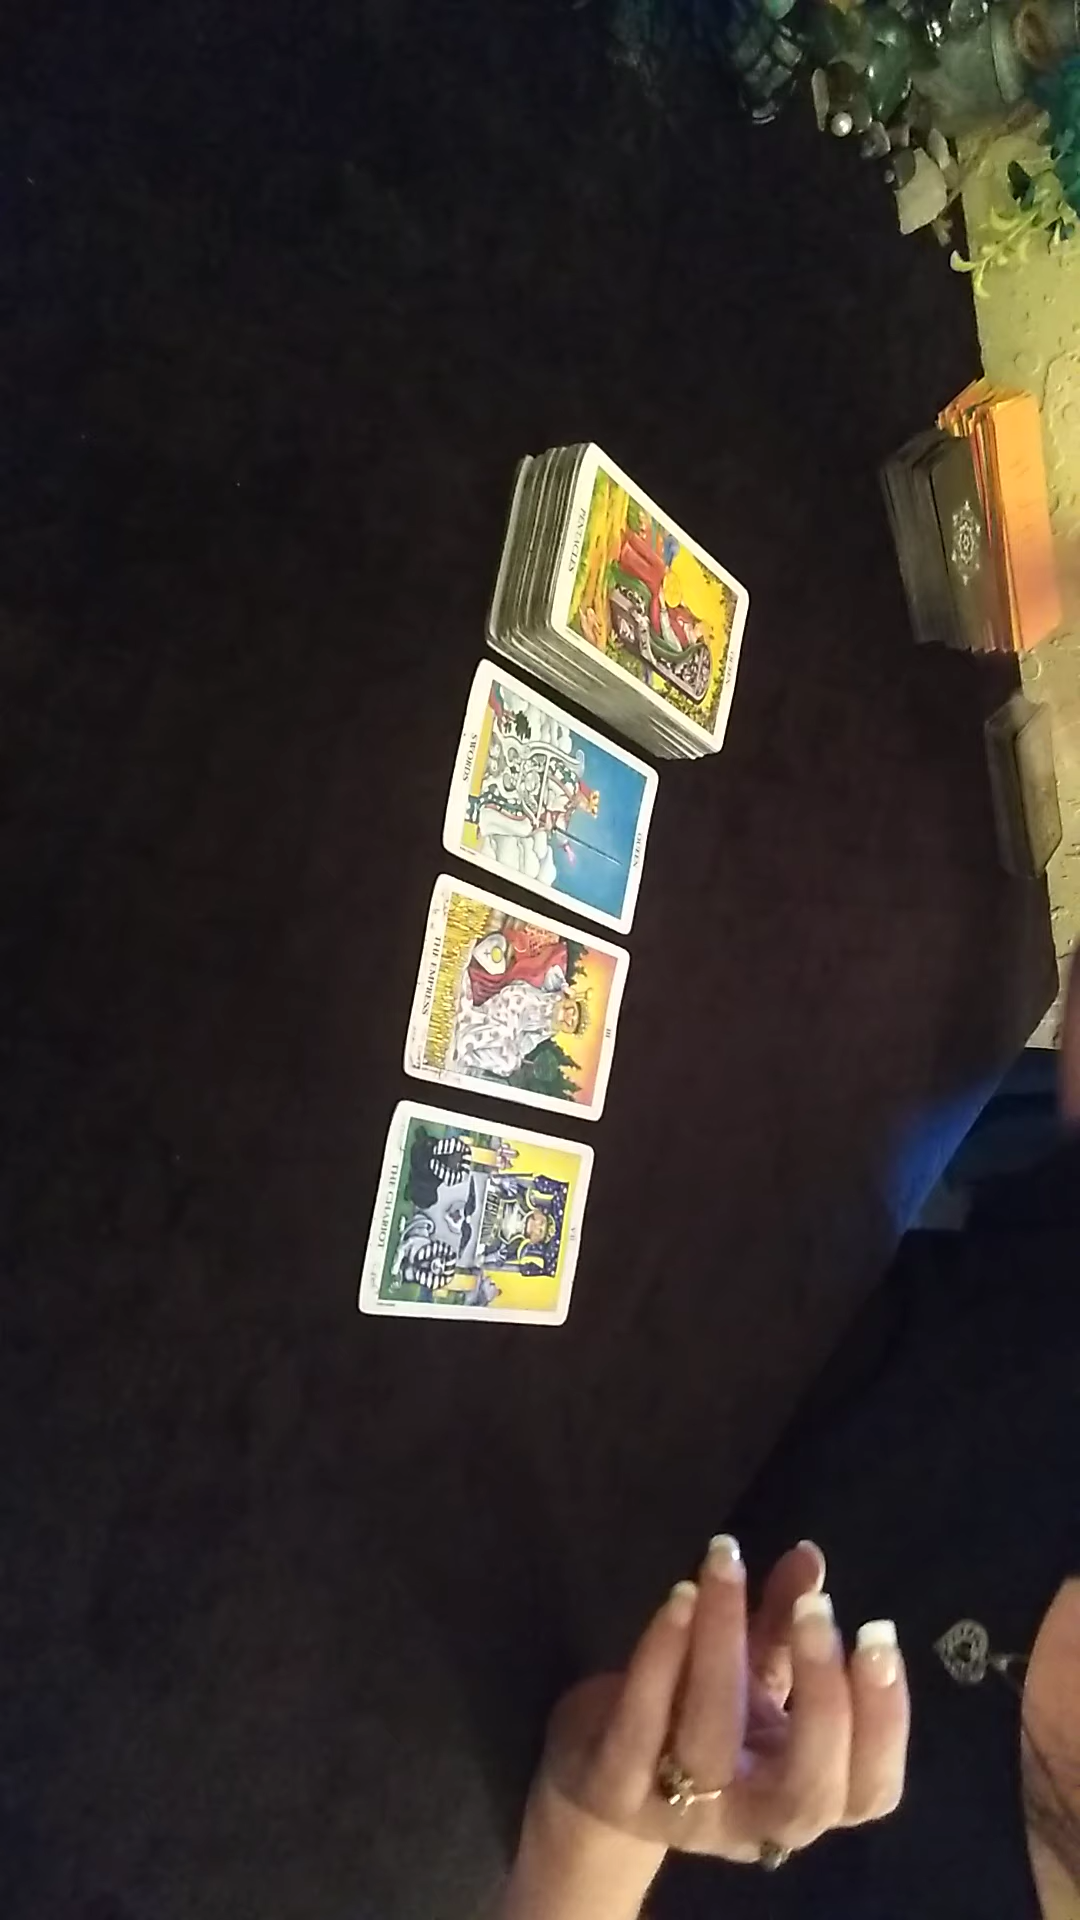 QUEEN
PENTACLES
QUEEN
SWORDS
III
THE EMPRESS
VII
THE CHARIOT